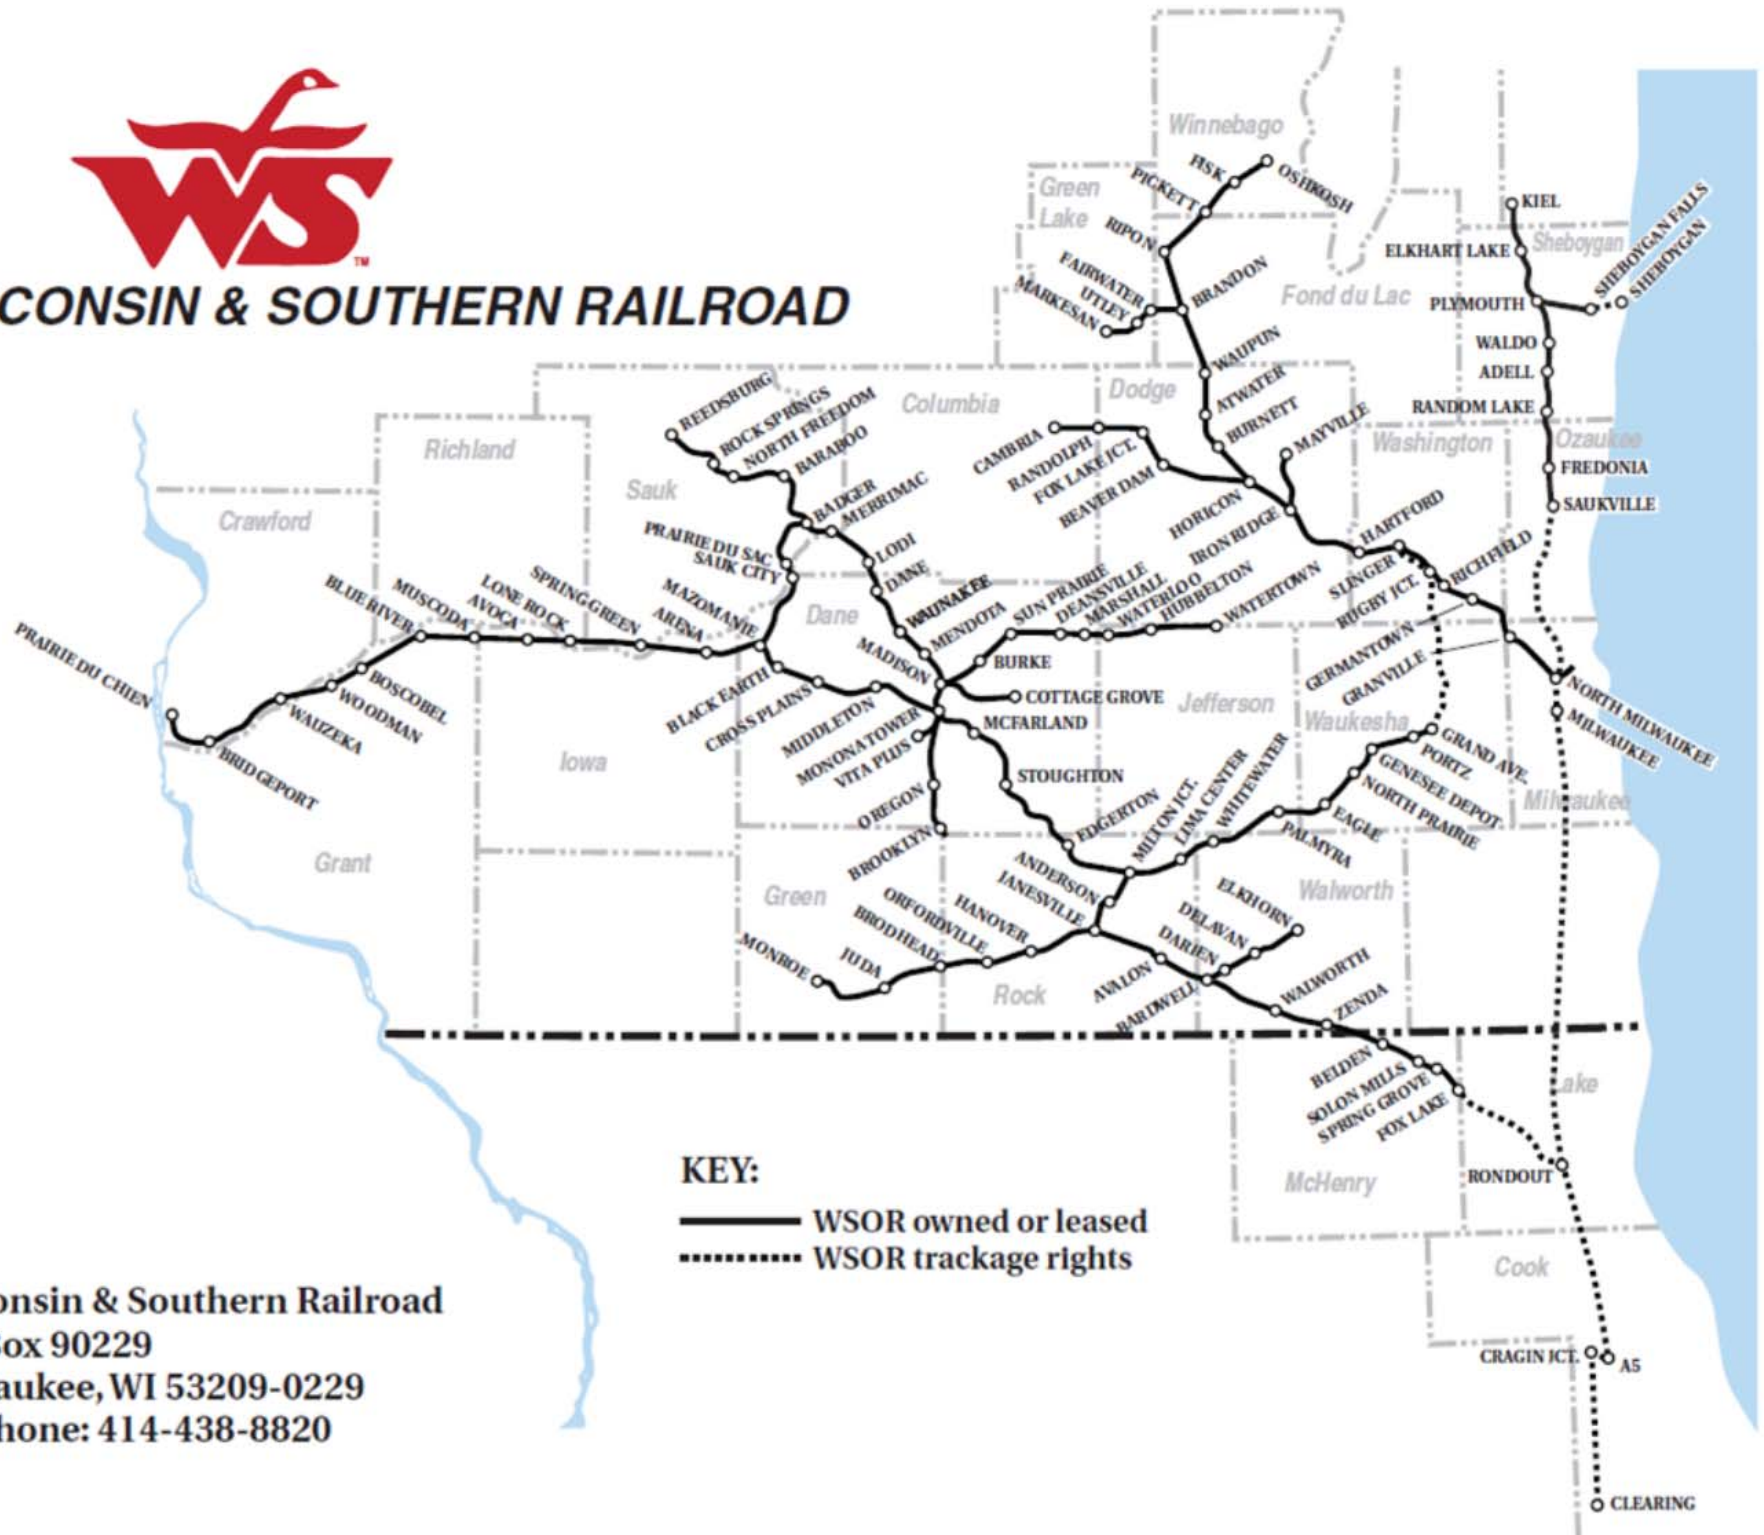 WS
TM
CONSIN & SOUTHERN RAILROAD
Winnebago
Green
Lake
FISK
OSHKOSH
PICKETT
RIPON
FAIRWATER
UTLEY
MARKESAN
BRANDON
Fond du Lac
KIEL
ELKHART LAKE
Sheboygan
SHEBOYGAN FALLS
SHEBOYGAN
PLYMOUTH
WALDO
ADELL
RANDOM LAKE
Ozaukee
FREDONIA
SAUKVILLE
WAUPUN
ATWATER
BURNETT
MAYVILLE
Dodge
Columbia
Washington
CAMBRIA
RANDOLPH
FOX LAKE JCT.
BEAVER DAM
HORICON
IRON RIDGE
HARTFORD
SLINGER
RUGBY JCT.
RICHFIELD
GERMANTOWN
GRANVILLE
NORTH MILWAUKEE
MILWAUKEE
REEDSBURG
ROCK SPRINGS
NORTH FREEDOM
BARABOO
Richland
Sauk
Crawford
BADGER
MERRIMAC
PRAIRIE DU SAC
SAUK CITY
LODI
DANE
WAUNAKEE
MENDOTA
Dane
MADISON
SUN PRAIRIE
DEANSVILLE
MARSHALL
WATERLOO
HUBBELTON
WATERTOWN
BURKE
COTTAGE GROVE
MCFARLAND
Jefferson
Waukesha
PRAIRIE DU CHIEN
BLUE RIVER
MUSCODA
AVOCA
LONE ROCK
SPRING GREEN
ARENA
MAZOMANIE
BRIDGEPORT
WAUZEKA
WOODMAN
BOSCOBEL
BLACK EARTH
CROSS PLAINS
MIDDLETON
MONONA TOWER
VITA PLUS
Iowa
Grant
STOUGHTON
OREGON
BROOKLYN
EDGERTON
MILTON JCT.
LIMA CENTER
WHITEWATER
PALMYRA
EAGLE
NORTH PRAIRIE
GENESEE DEPOT
PORTZ
GRAND AVE.
Milwaukee
Green
ANDERSON
JANESVILLE
HANOVER
ORFORDVILLE
BRODHEAD
JUDA
MONROE
Rock
Walworth
ELKHORN
DELAVAN
DARIEN
AVALON
BARDWELL
WALWORTH
ZENDA
BELDEN
SOLON MILLS
SPRING GROVE
FOX LAKE
Lake
McHenry
RONDOUT
Cook
CRAGIN JCT.
A5
CLEARING
KEY:
WSOR owned or leased
WSOR trackage rights
onsin & Southern Railroad
Box 90229
aukee, WI 53209-0229
hone: 414-438-8820